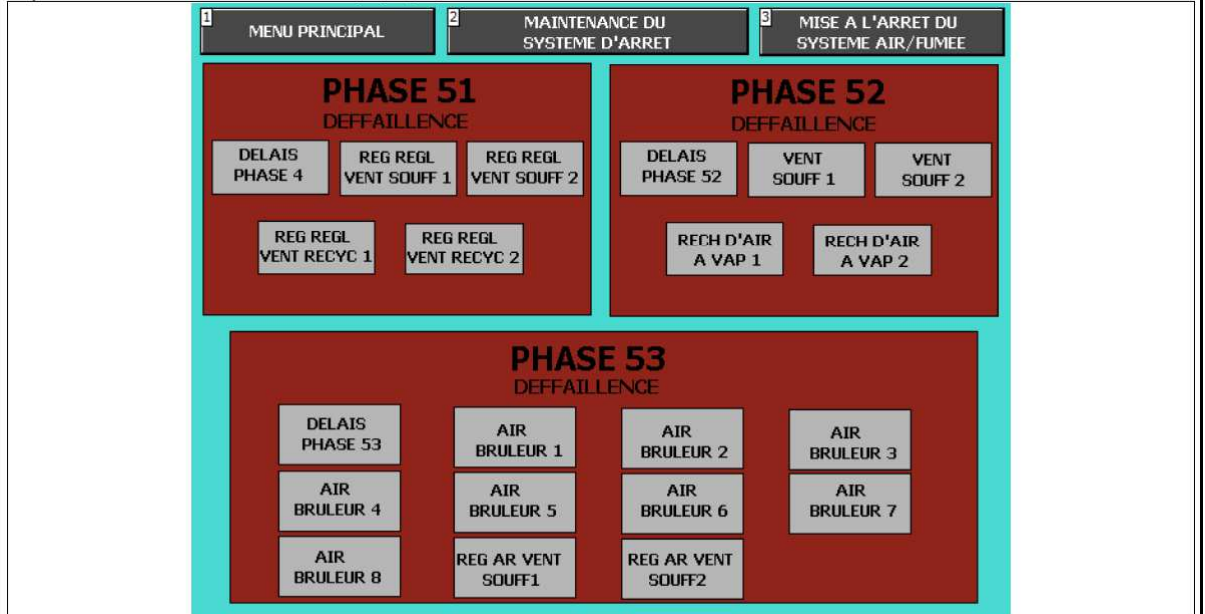 1
MENU PRINCIPAL
2
MAINTENANCE DU
SYSTEME D'ARRET
3
MISE A L'ARRET DU
SYSTEME AIR/FUMEE
PHASE 51
DEFFAILLENCE
DELAIS
PHASE 4
REG REGL
VENT SOUFF 1
REG REGL
VENT SOUFF 2
REG REGL
VENT RECYC 1
REG REGL
VENT RECYC 2
PHASE 52
DEFFAILLENCE
DELAIS
PHASE 52
VENT
SOUFF 1
VENT
SOUFF 2
RECH D'AIR
A VAP 1
RECH D'AIR
A VAP 2
PHASE 53
DEFFAILLENCE
DELAIS
PHASE 53
AIR
BRULEUR 1
AIR
BRULEUR 2
AIR
BRULEUR 3
AIR
BRULEUR 4
AIR
BRULEUR 5
AIR
BRULEUR 6
AIR
BRULEUR 7
AIR
BRULEUR 8
REG AR VENT
SOUFF1
REG AR VENT
SOUFF2